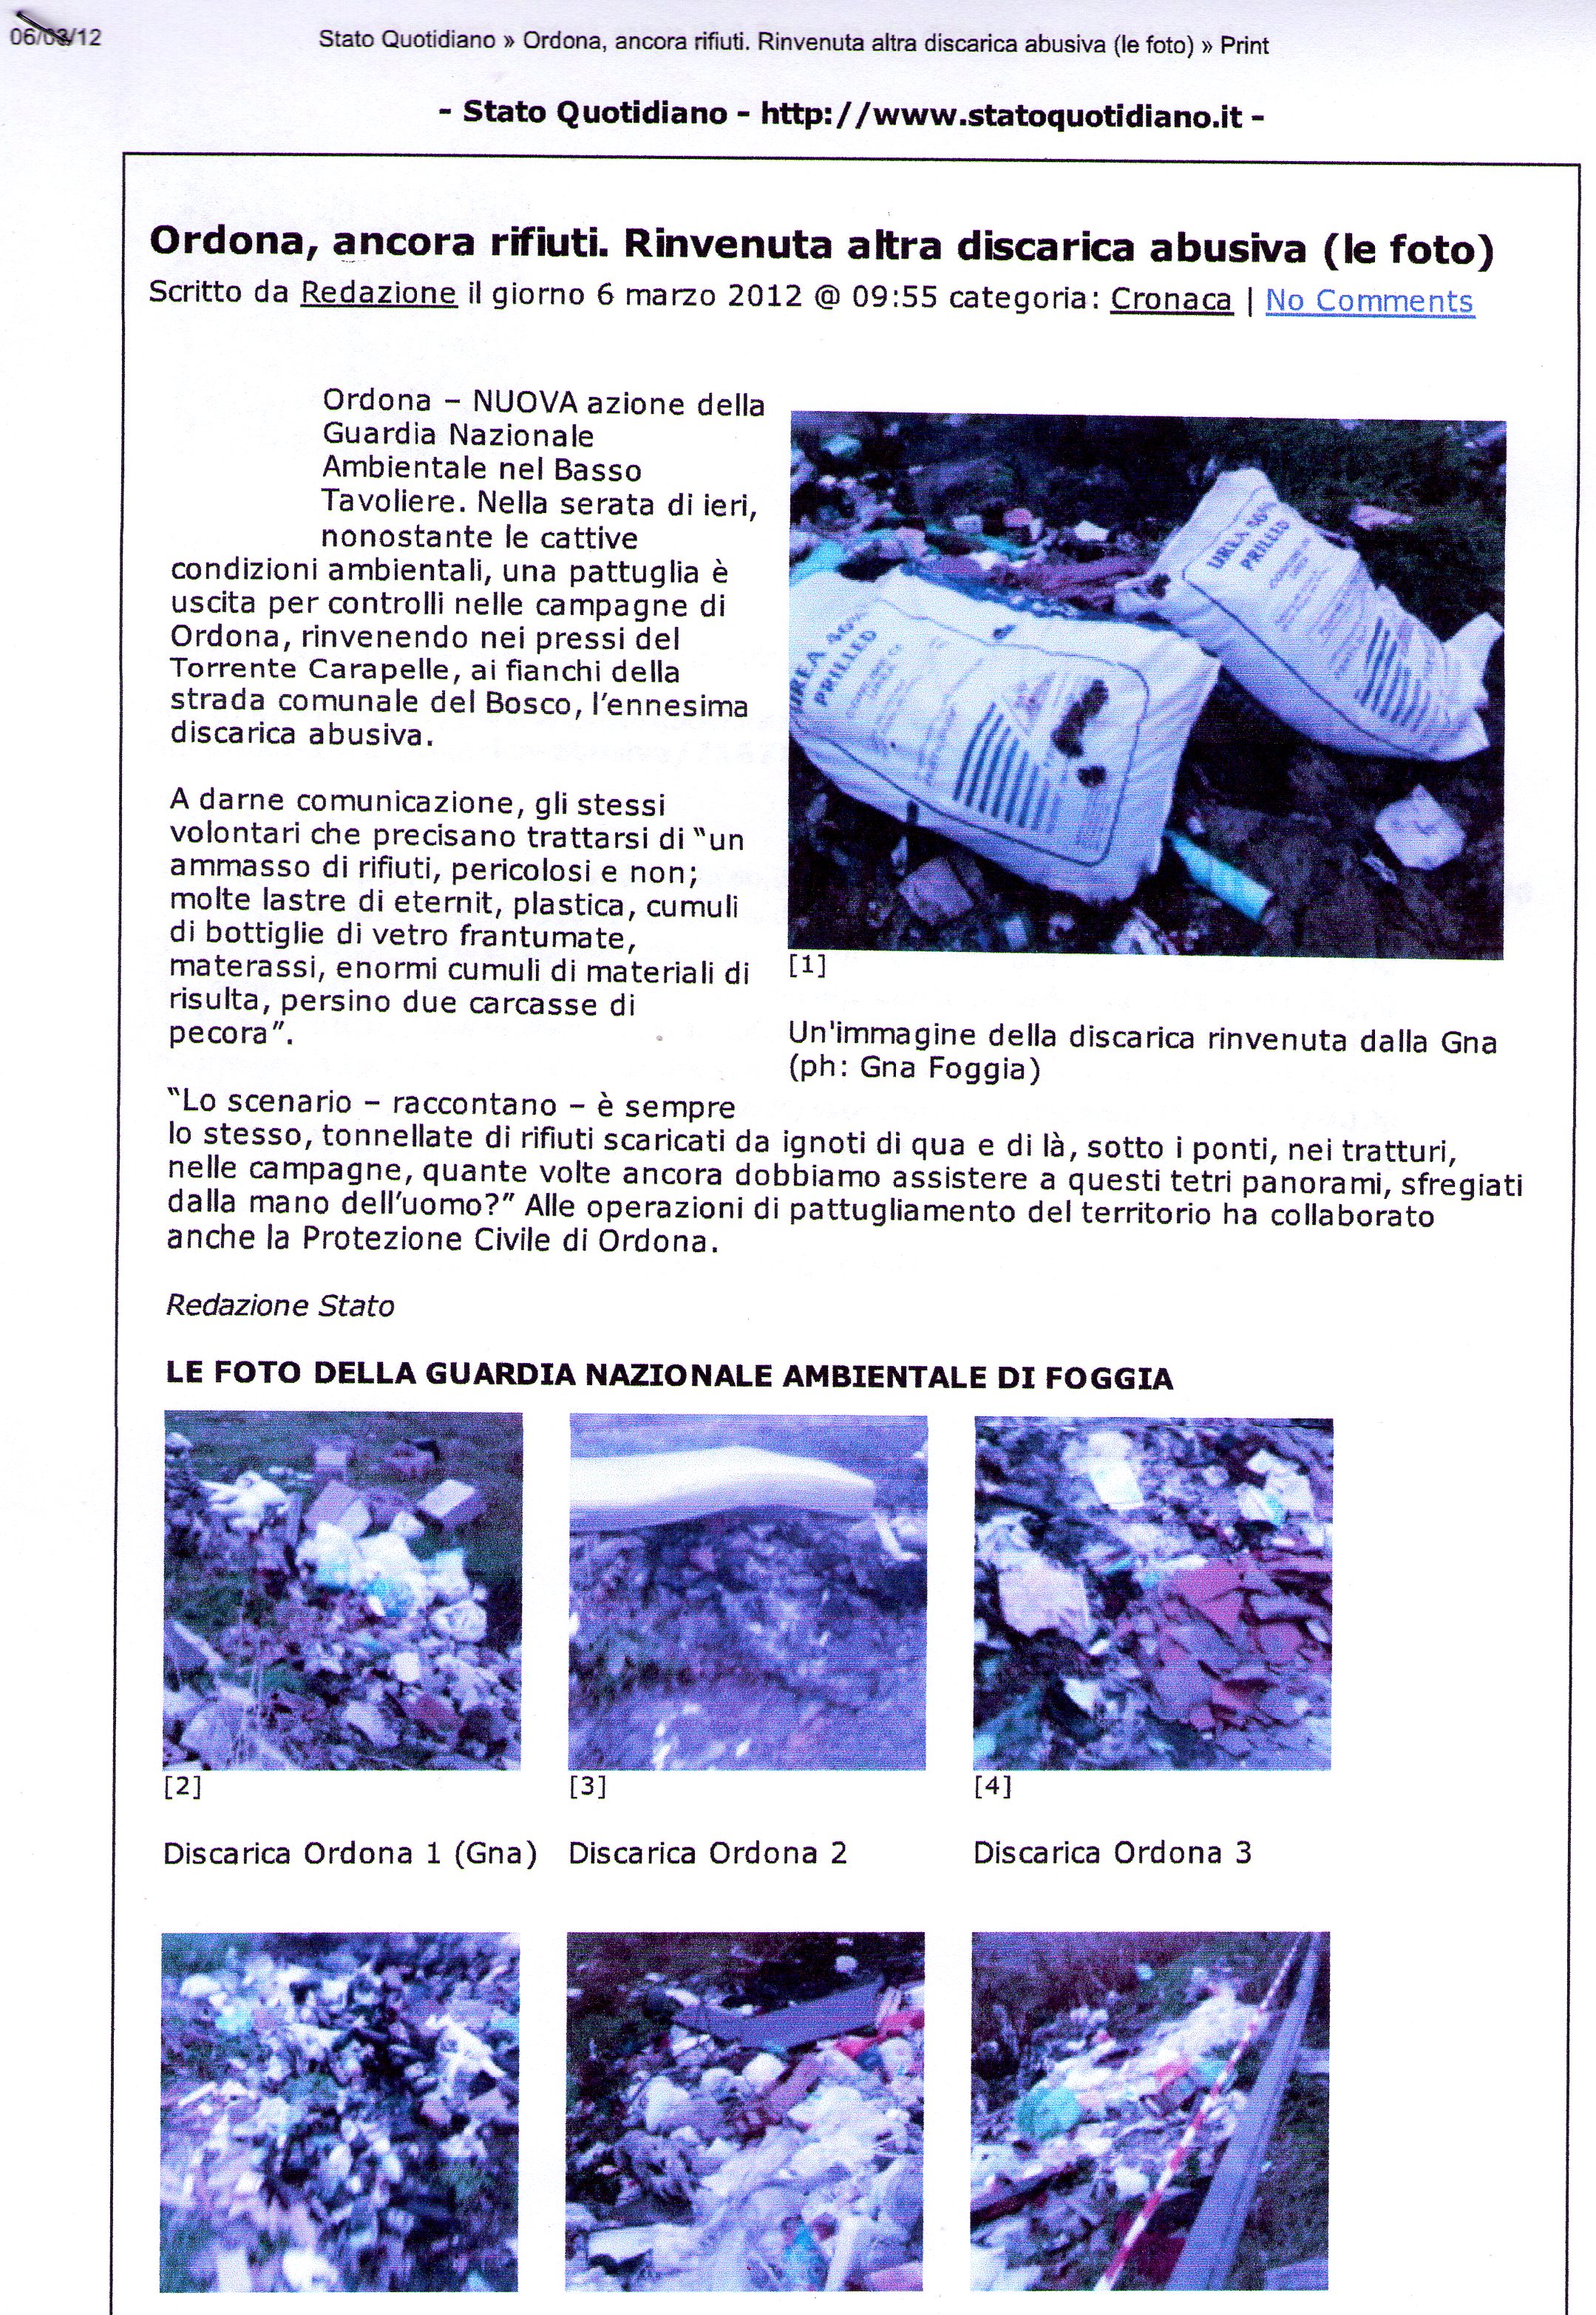 06/03/12
Stato Quotidiano » Ordona, ancora rifiuti. Rinvenuta altra discarica abusiva (le foto) » Print
- Stato Quotidiano - http://www.statoquotidiano.it -
Ordona, ancora rifiuti. Rinvenuta altra discarica abusiva (le foto)
Scritto da Redazione il giorno 6 marzo 2012 @ 09:55 categoria: Cronaca | No Comments
Ordona – NUOVA azione della
Guardia Nazionale
Ambientale nel Basso
Tavoliere. Nella serata di ieri,
nonostante le cattive
condizioni ambientali, una pattuglia è
uscita per controlli nelle campagne di
Ordona, rinvenendo nei pressi del
Torrente Carapelle, ai fianchi della
strada comunale del Bosco, l’ennesima
discarica abusiva.
A darne comunicazione, gli stessi
volontari che precisano trattarsi di “un
ammasso di rifiuti, pericolosi e non;
molte lastre di eternit, plastica, cumuli
di bottiglie di vetro frantumate,
materassi, enormi cumuli di materiali di
risulta, persino due carcasse di
pecora”.
UREA 46%
PRILLED
UREA
PRILLED
[1]
Un'immagine della discarica rinvenuta dalla Gna
(ph: Gna Foggia)
“Lo scenario – raccontano – è sempre
lo stesso, tonnellate di rifiuti scaricati da ignoti di qua e di là, sotto i ponti, nei tratturi,
nelle campagne, quante volte ancora dobbiamo assistere a questi tetri panorami, sfregiati
dalla mano dell’uomo?” Alle operazioni di pattugliamento del territorio ha collaborato
anche la Protezione Civile di Ordona.
Redazione Stato
LE FOTO DELLA GUARDIA NAZIONALE AMBIENTALE DI FOGGIA
[2]
[3]
[4]
Discarica Ordona 1 (Gna)
Discarica Ordona 2
Discarica Ordona 3